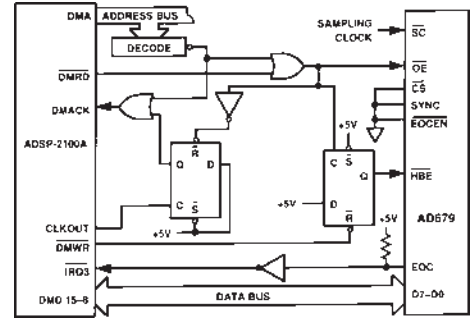 DMA
ADDRESS BUS
DECODE
SAMPLING
CLOCK
SC
DMRD
OE
CS
SYNC
EOCEN
DMACK
ADSP-2100A
+5V
R
Q D
C S
+5V
C S
Q
D
R
+5V
HBE
AD679
+5V
CLKOUT
DMWR
IRQ3
EOC
DMD 15–8
DATA BUS
D7–D0